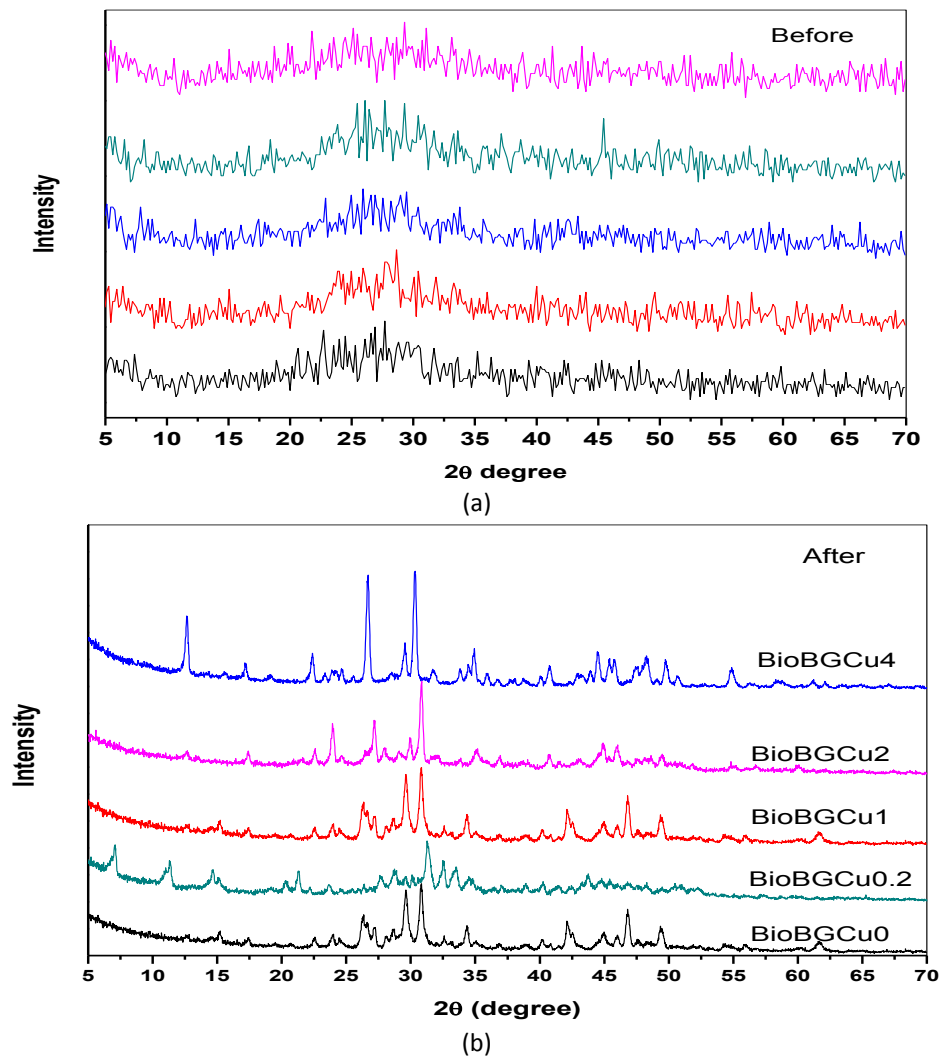 Before
Intensity
5 10 15 20 25 30 35 40 45 50 55 60 65 70
2θ degree
(a)
After
Intensity
BioBGCu4
BioBGCu2
BioBGCu1
BioBGCu0.2
BioBGCu0
5 10 15 20 25 30 35 40 45 50 55 60 65 70
2θ (degree)
(b)